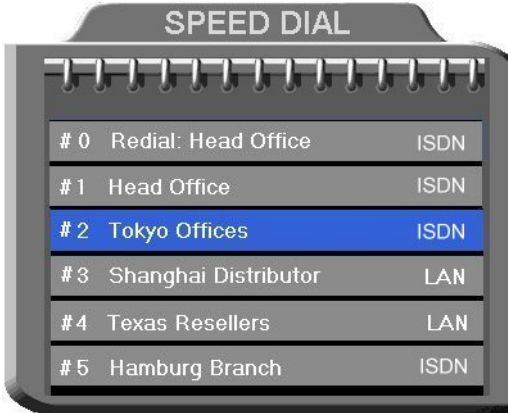 SPEED DIAL
# 0 Redial: Head Office ISDN
# 1 Head Office ISDN
# 2 Tokyo Offices ISDN
# 3 Shanghai Distributor LAN
# 4 Texas Resellers LAN
# 5 Hamburg Branch ISDN